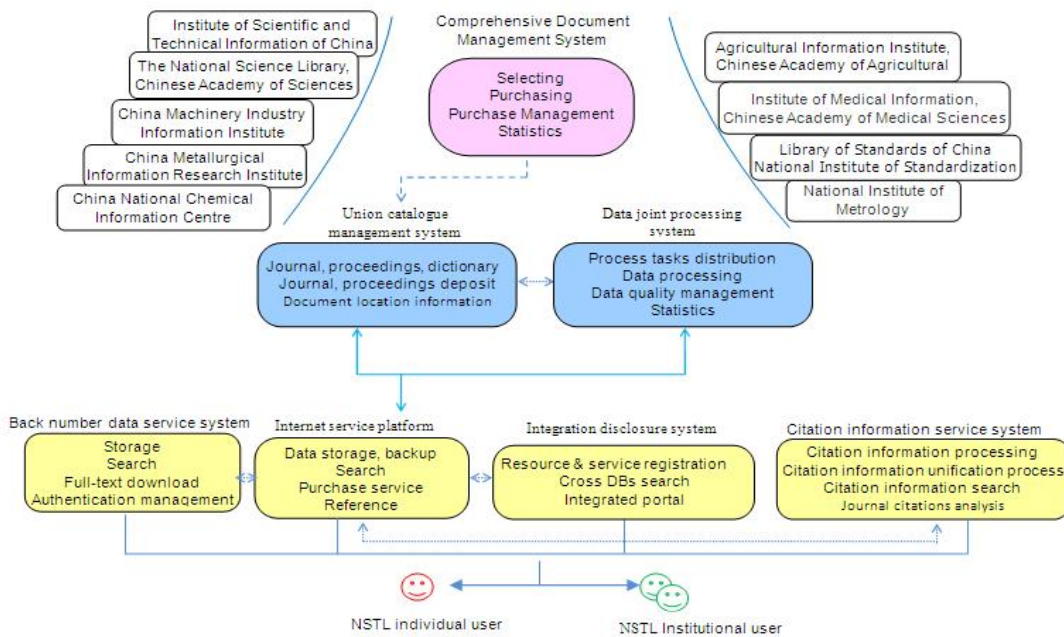 Institute of Scientific and
Technical Information of China
The National Science Library,
Chinese Academy of Sciences
China Machinery Industry
Information Institute
China Metallurgical
Information Research Institute
China National Chemical
Information Centre
Comprehensive Document
Management System
Selecting
Purchasing
Purchase Management
Statistics
Agricultural Information Institute,
Chinese Academy of Agricultural
Institute of Medical Information,
Chinese Academy of Medical Sciences
Library of Standards of China
National Institute of Standardization
National Institute of
Metrology
Union catalogue
management system
Journal, proceedings, dictionary
Journal, proceedings deposit
Document location information
Data joint processing
system
Process tasks distribution
Data processing
Data quality management
Statistics
Back number data service system
Storage
Search
Full-text download
Authentication management
Internet service platform
Data storage, backup
Search
Purchase service
Reference
Integration disclosure system
Resource & service registration
Cross DBs search
Integrated portal
Citation information service system
Citation information processing
Citation information unification process
Citation information search
Journal citations analysis
NSTL individual user
NSTL Institutional user